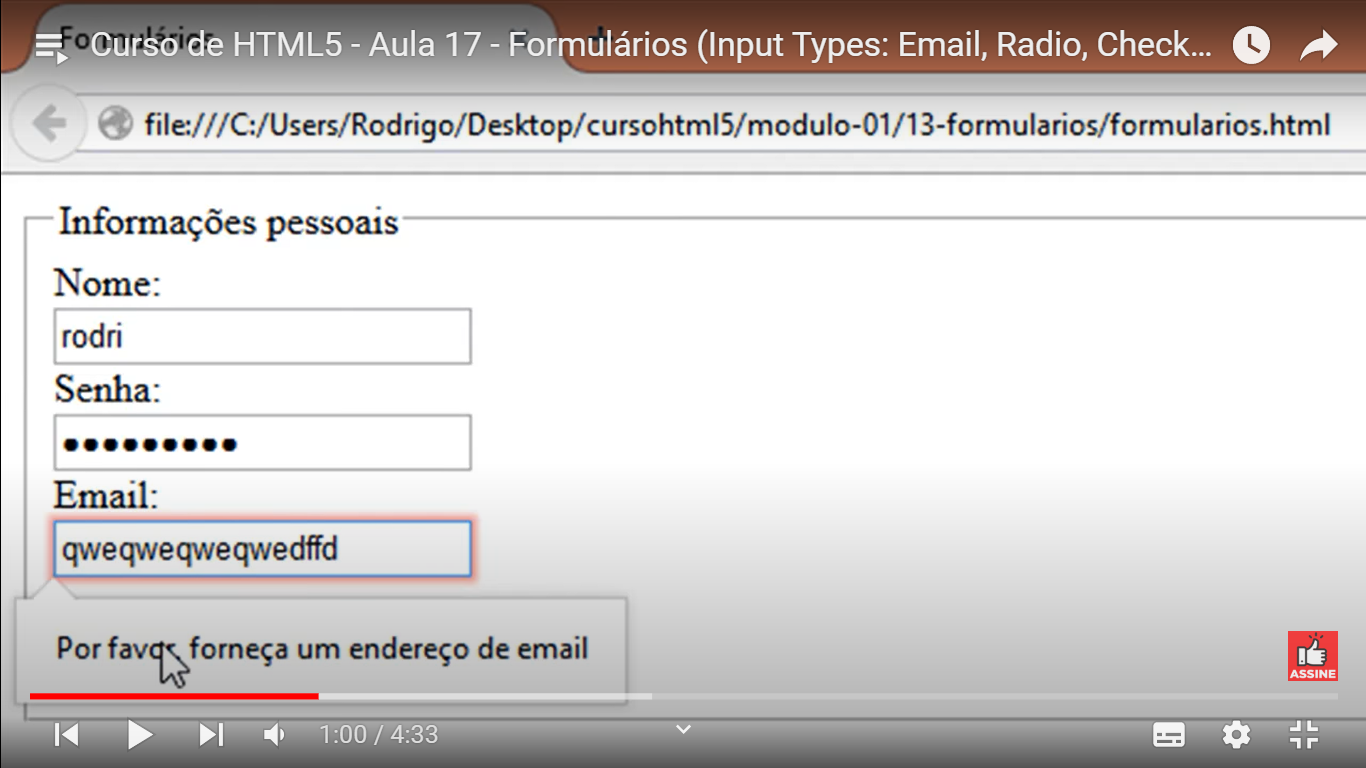 Formulários
Curso de HTML5 - Aula 17 - Formulários (Input Types: Email, Radio, Check...
file:///C:/Users/Rodrigo/Desktop/cursohtml5/modulo-01/13-formularios/formularios.html
Informações pessoais
Nome:
rodri
Senha:
•••••••••
Email:
qweqweqweqwedffd
Por favor, forneça um endereço de email
ASSINE
1:00 / 4:33